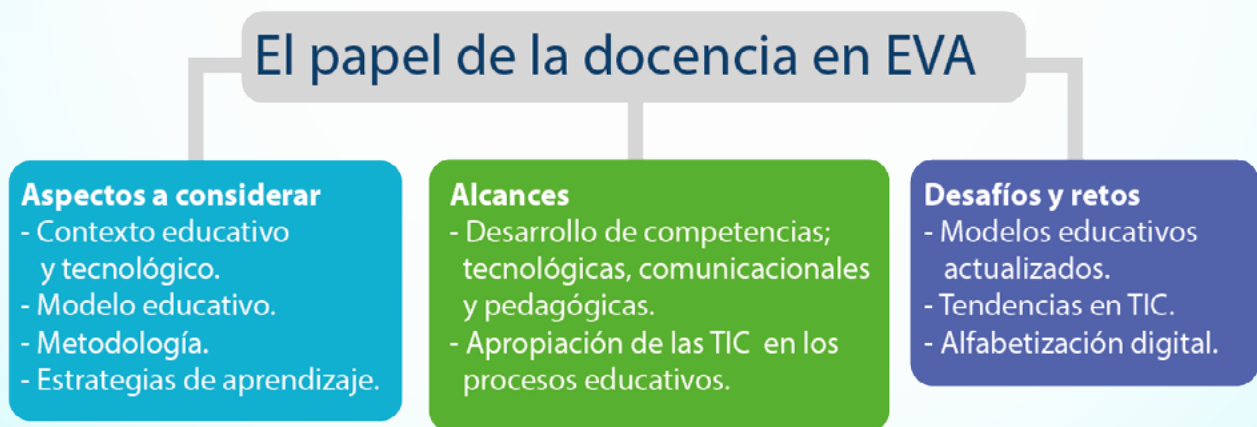 El papel de la docencia en EVA
Aspectos a considerar
- Contexto educativo
y tecnológico.
- Modelo educativo.
- Metodología.
- Estrategias de aprendizaje.
Alcances
- Desarrollo de competencias;
tecnológicas, comunicacionales
y pedagógicas.
- Apropiación de las TIC en los
procesos educativos.
Desafíos y retos
- Modelos educativos
actualizados.
- Tendencias en TIC.
- Alfabetización digital.